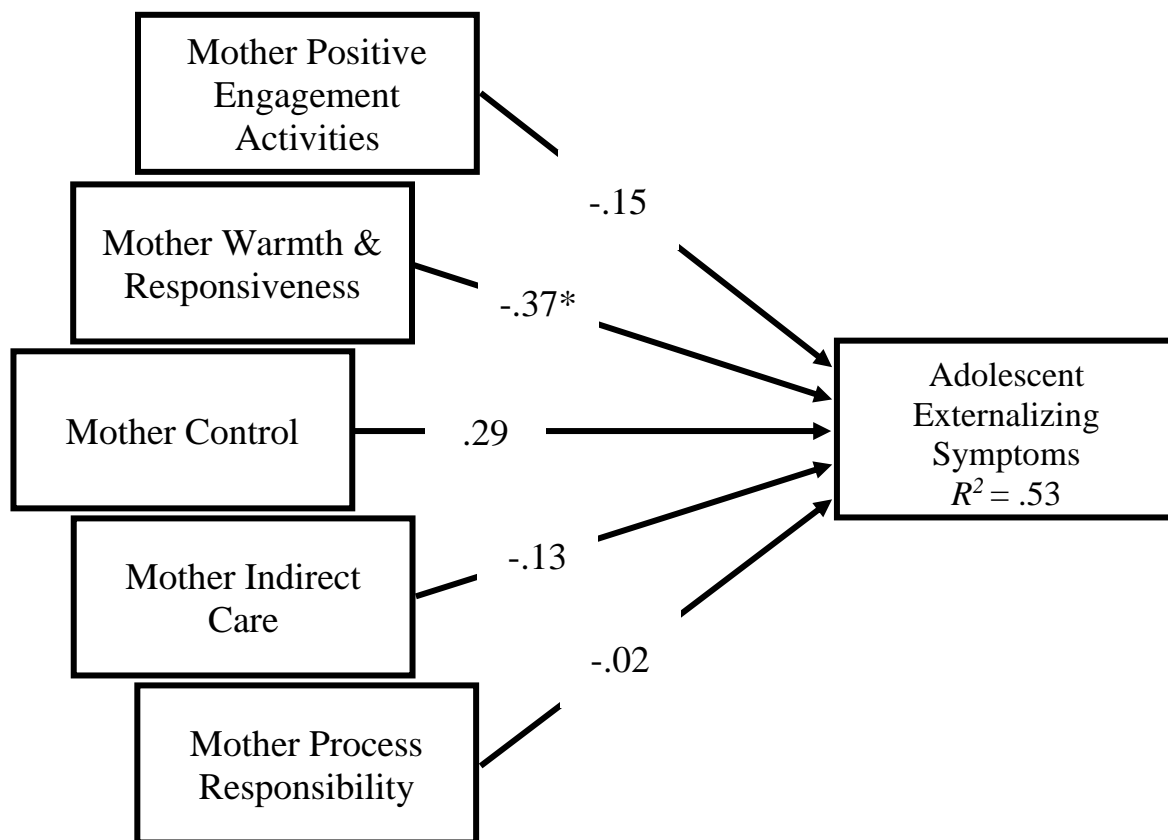 Mother Positive
Engagement
Activities
-.15
Mother Warmth &
Responsiveness
-.37*
Mother Control
.29
Adolescent
Externalizing
Symptoms
R² = .53
Mother Indirect
Care
-.13
Mother Process
Responsibility
-.02